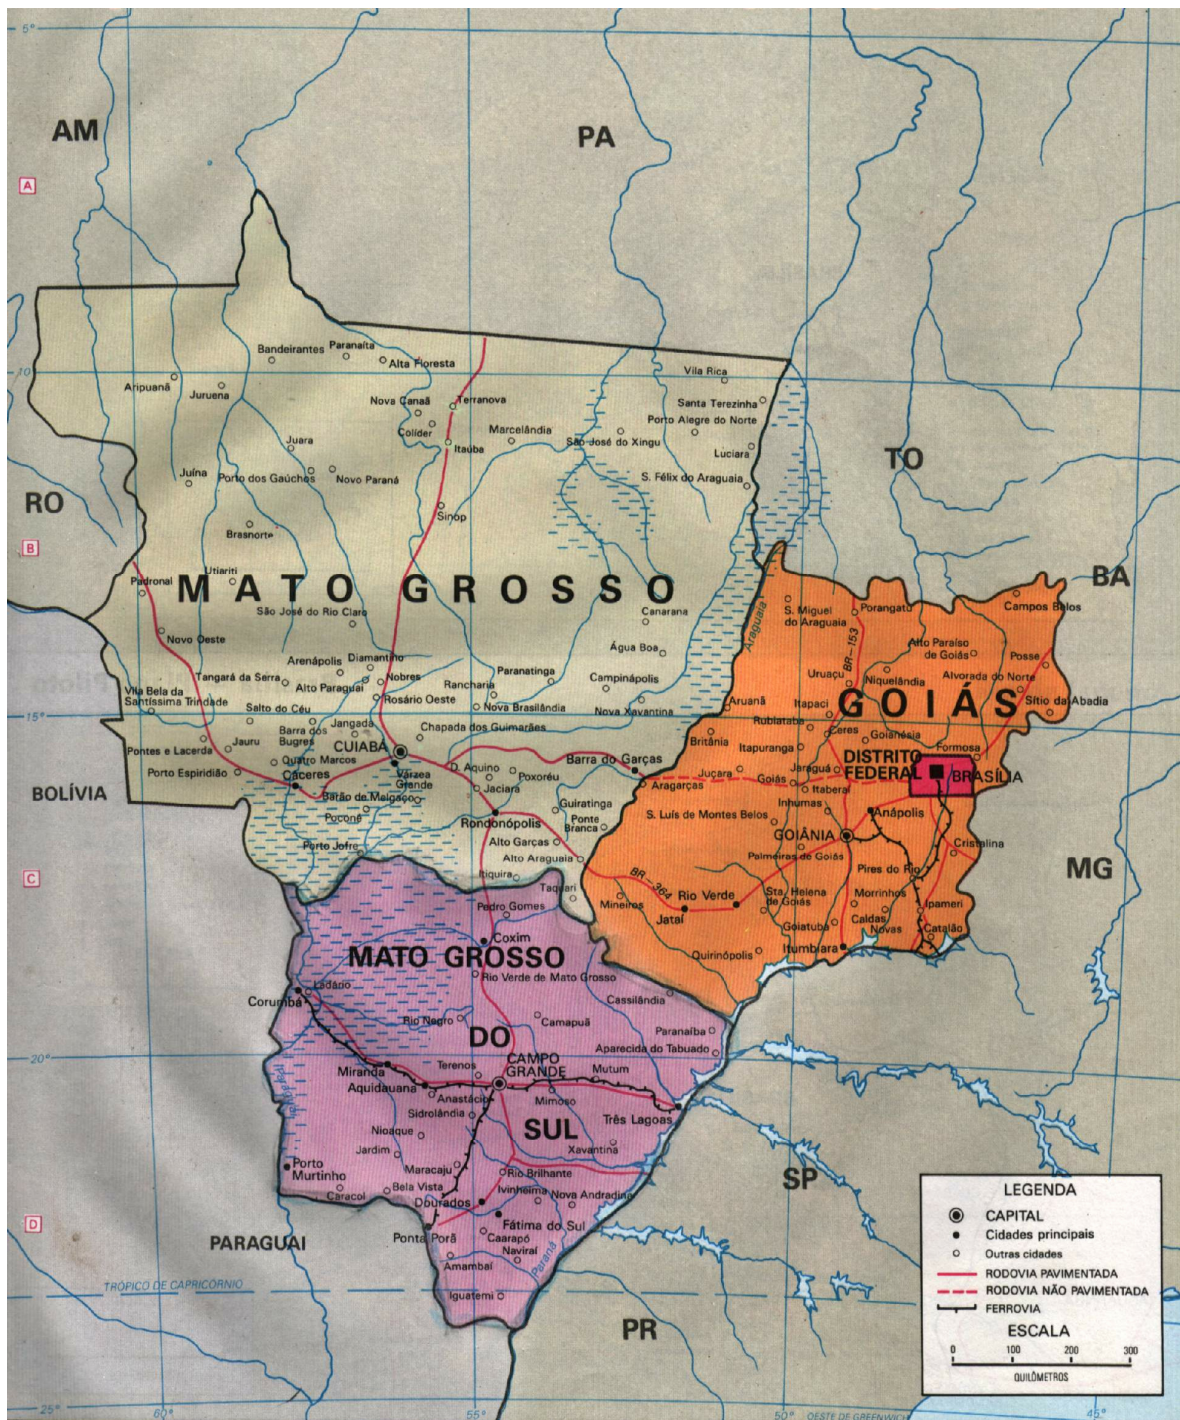 5°
AM
PA
A
Bandeirantes
Paranaíta
Alta Floresta
Vila Rica
10°
Aripuanã
Juruena
Nova Canaã
Terranova
Santa Terezinha
Porto Alegre do Norte
Colíder
Marcelândia
São José do Xingu
Juara
Itaúba
Luciara
TO
Juína
Porto dos Gaúchos
Novo Paraná
S. Félix do Araguaia
RO
Sinop
Brasnorte
B
Utiariti
BA
Padronal
MATO GROSSO
São José do Rio Claro
Canarana
Araguaia
S. Miguel
do Araguaia
Porangatu
Campos Belos
Novo Oeste
BR-153
Água Boa
Alto Paraíso
de Goiás
Posse
Arenápolis
Diamantino
Paranatinga
Tangará da Serra
Alto Paraguai
Nobres
Rancharia
Campinápolis
Uruaçu
Niquelândia
Alvorada do Norte
Vila Bela da
Santíssima Trindade
Rosário Oeste
Nova Brasilândia
Nova Xavantina
Aruanã
Itapaci
GOIÁS
Sítio da Abadia
15°
Salto do Céu
Jangada
Chapada dos Guimarães
Rubiataba
Barra dos
Bugres
Ceres
Goianésia
Pontes e Lacerda
Jauru
CUIABÁ
Britânia
Itapuranga
Formosa
Quatro Marcos
D. Aquino
Barra do Garças
DISTRITO
FEDERAL
Porto Espiridião
Cáceres
Várzea
Grande
Poxoréu
Juçara
Jaraguá
BRASÍLIA
BOLÍVIA
Jaciara
Aragarças
Goiás
Itaberaí
Barão de Melgaço
Guiratinga
Inhumas
Poconé
Rondonópolis
Ponte
Branca
S. Luís de Montes Belos
Anápolis
GOIÂNIA
Porto Jofre
Alto Garças
Cristalina
Alto Araguaia
Palmeiras de Goiás
MG
C
Itiquira
BR-364
Pires do Rio
Taquari
Mineiros
Rio Verde
Sta. Helena
de Goiás
Morrinhos
Ipameri
Pedro Gomes
Jataí
Caldas
Novas
Goiatuba
Catalão
Coxim
Itumbiara
MATO GROSSO
Quirinópolis
Rio Verde de Mato Grosso
Ladário
Corumbá
Cassilândia
Rio Negro
Camapuã
Paranaíba
DO
Aparecida do Tabuado
20°
CAMPO
GRANDE
Terenos
Mutum
Miranda
Paraguai
Aquidauana
Anastácio
Mimoso
Sidrolândia
Três Lagoas
Nioaque
SUL
Xavantina
Jardim
Porto
Murtinho
Maracaju
Rio Brilhante
SP
Caracol
Bela Vista
Ivinheima
Nova Andradina
Dourados
D
Fátima do Sul
PARAGUAI
Ponta Porã
Caarapó
Naviraí
Paraná
Amambaí
TRÓPICO DE CAPRICÓRNIO
Iguatemi
PR
LEGENDA
CAPITAL
Cidades principais
Outras cidades
RODOVIA PAVIMENTADA
RODOVIA NÃO PAVIMENTADA
FERROVIA
ESCALA
0 100 200 300
QUILÔMETROS
25°
60°
55°
50°
OESTE DE GREENWICH
45°